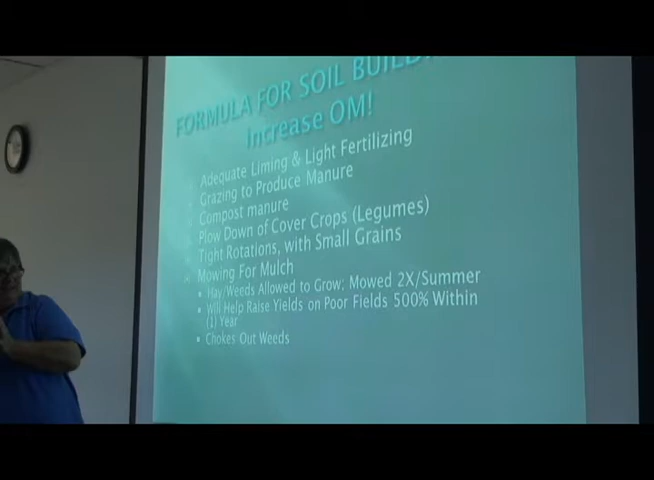 FORMULA FOR SOIL
Increase OM!
Adequate Liming & Light Fertilizing
Grazing to Produce Manure
Compost manure
Plow Down of Cover Crops (Legumes)
Tight Rotations, with Small Grains
Mowing For Mulch
Hay/Weeds Allowed to Grow; Mowed 2X/Summer
Will Help Raise Yields on Poor Fields 500% Within
(1) Year
Chokes Out Weeds